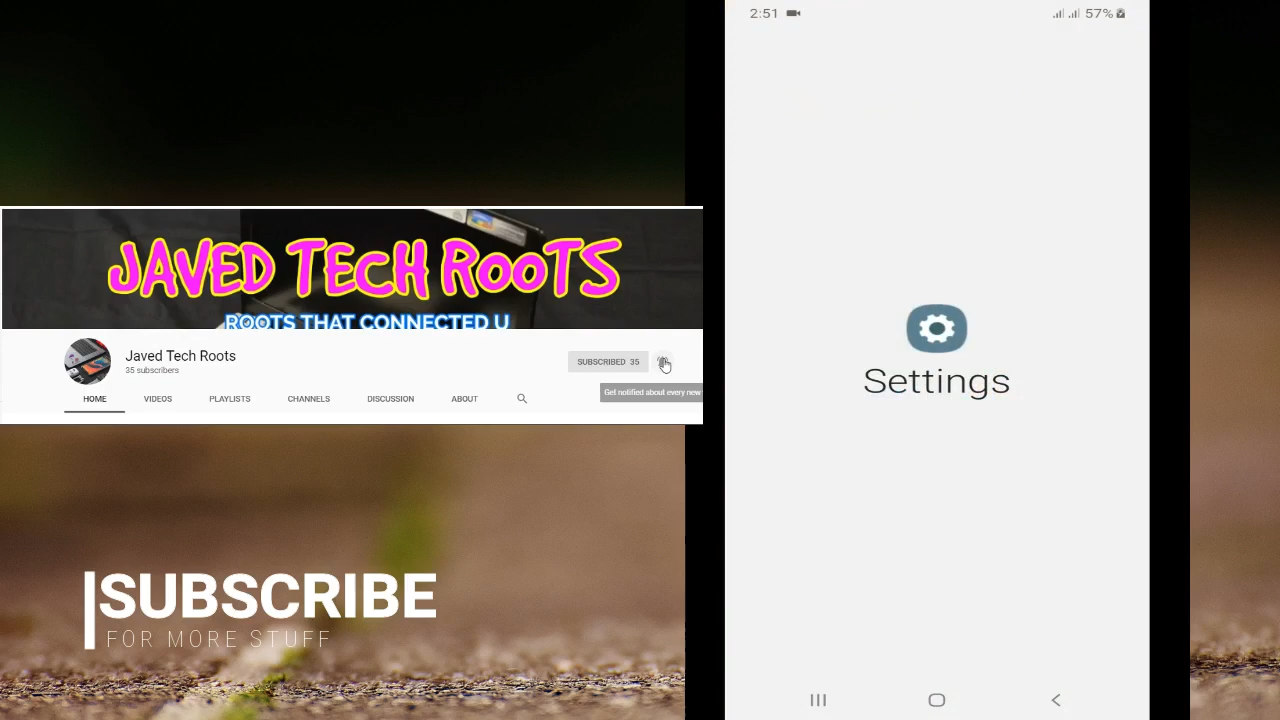 JAVED TECH ROOTS
ROOTS THAT CONNECTED U
Javed Tech Roots
35 subscribers
SUBSCRIBED 35
Get notified about every new
HOME
VIDEOS
PLAYLISTS
CHANNELS
DISCUSSION
ABOUT
SUBSCRIBE
FOR MORE STUFF
2:51
57%
Settings